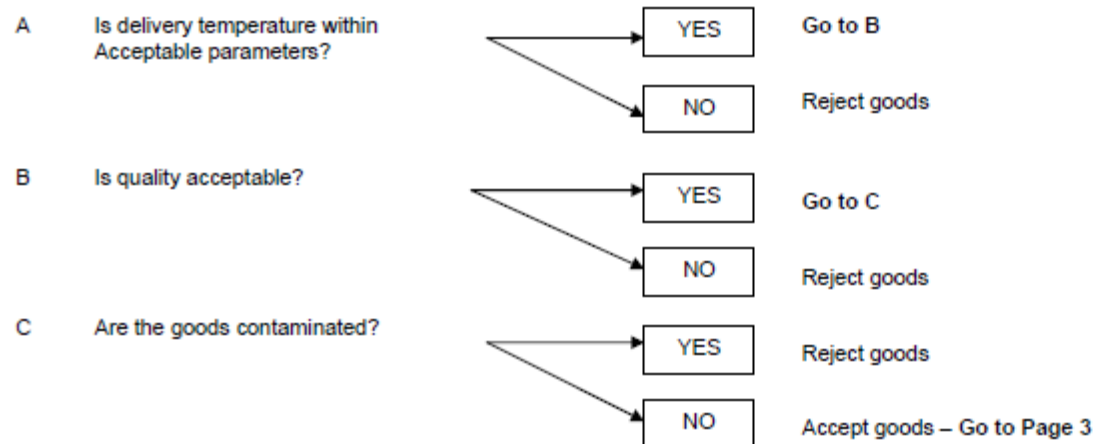 A Is delivery temperature within
Acceptable parameters?
YES Go to B
NO Reject goods
B Is quality acceptable?
YES Go to C
NO Reject goods
C Are the goods contaminated?
YES Reject goods
NO Accept goods – Go to Page 3